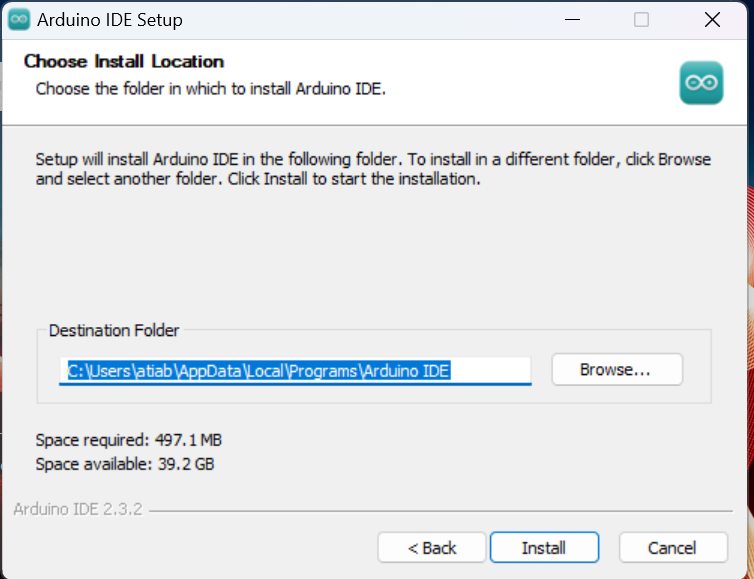 Arduino IDE Setup
Choose Install Location
Choose the folder in which to install Arduino IDE.
Setup will install Arduino IDE in the following folder. To install in a different folder, click Browse
and select another folder. Click Install to start the installation.
Destination Folder
C:\Users\atiab\AppData\Local\Programs\Arduino IDE
Browse...
Space required: 497.1 MB
Space available: 39.2 GB
Arduino IDE 2.3.2
< Back
Install
Cancel